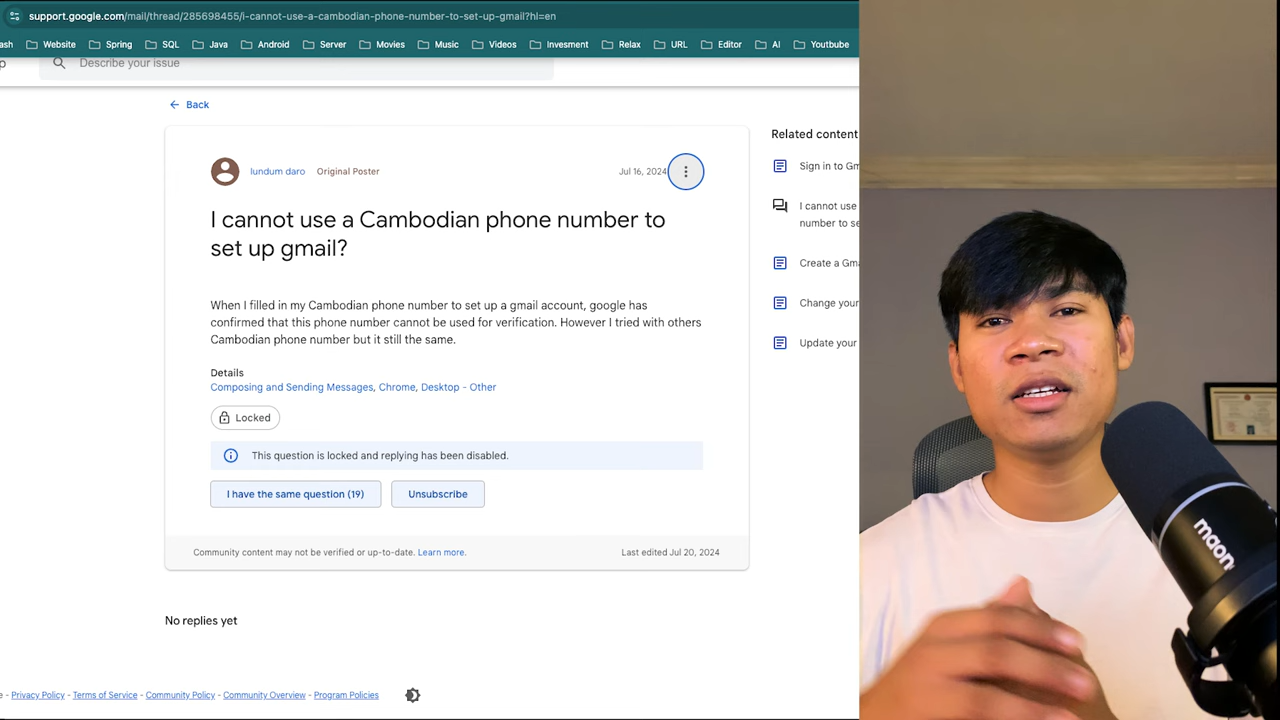 support.google.com/mail/thread/285698455/i-cannot-use-a-cambodian-phone-number-to-set-up-gmail?hl=en
ash Website Spring SQL Java Android Server Movies Music Videos Invesment Relax URL Editor AI Youtbube
p Describe your issue
Back
lundum daro Original Poster Jul 16, 2024
I cannot use a Cambodian phone number to
set up gmail?
When I filled in my Cambodian phone number to set up a gmail account, google has
confirmed that this phone number cannot be used for verification. However I tried with others
Cambodian phone number but it still the same.
Details
Composing and Sending Messages, Chrome, Desktop - Other
Locked
This question is locked and replying has been disabled.
I have the same question (19) Unsubscribe
Community content may not be verified or up-to-date. Learn more. Last edited Jul 20, 2024
No replies yet
e - Privacy Policy - Terms of Service - Community Policy - Community Overview - Program Policies
Related content
Sign in to Gm
I cannot use
number to se
Create a Gma
Change your
Update your
maon